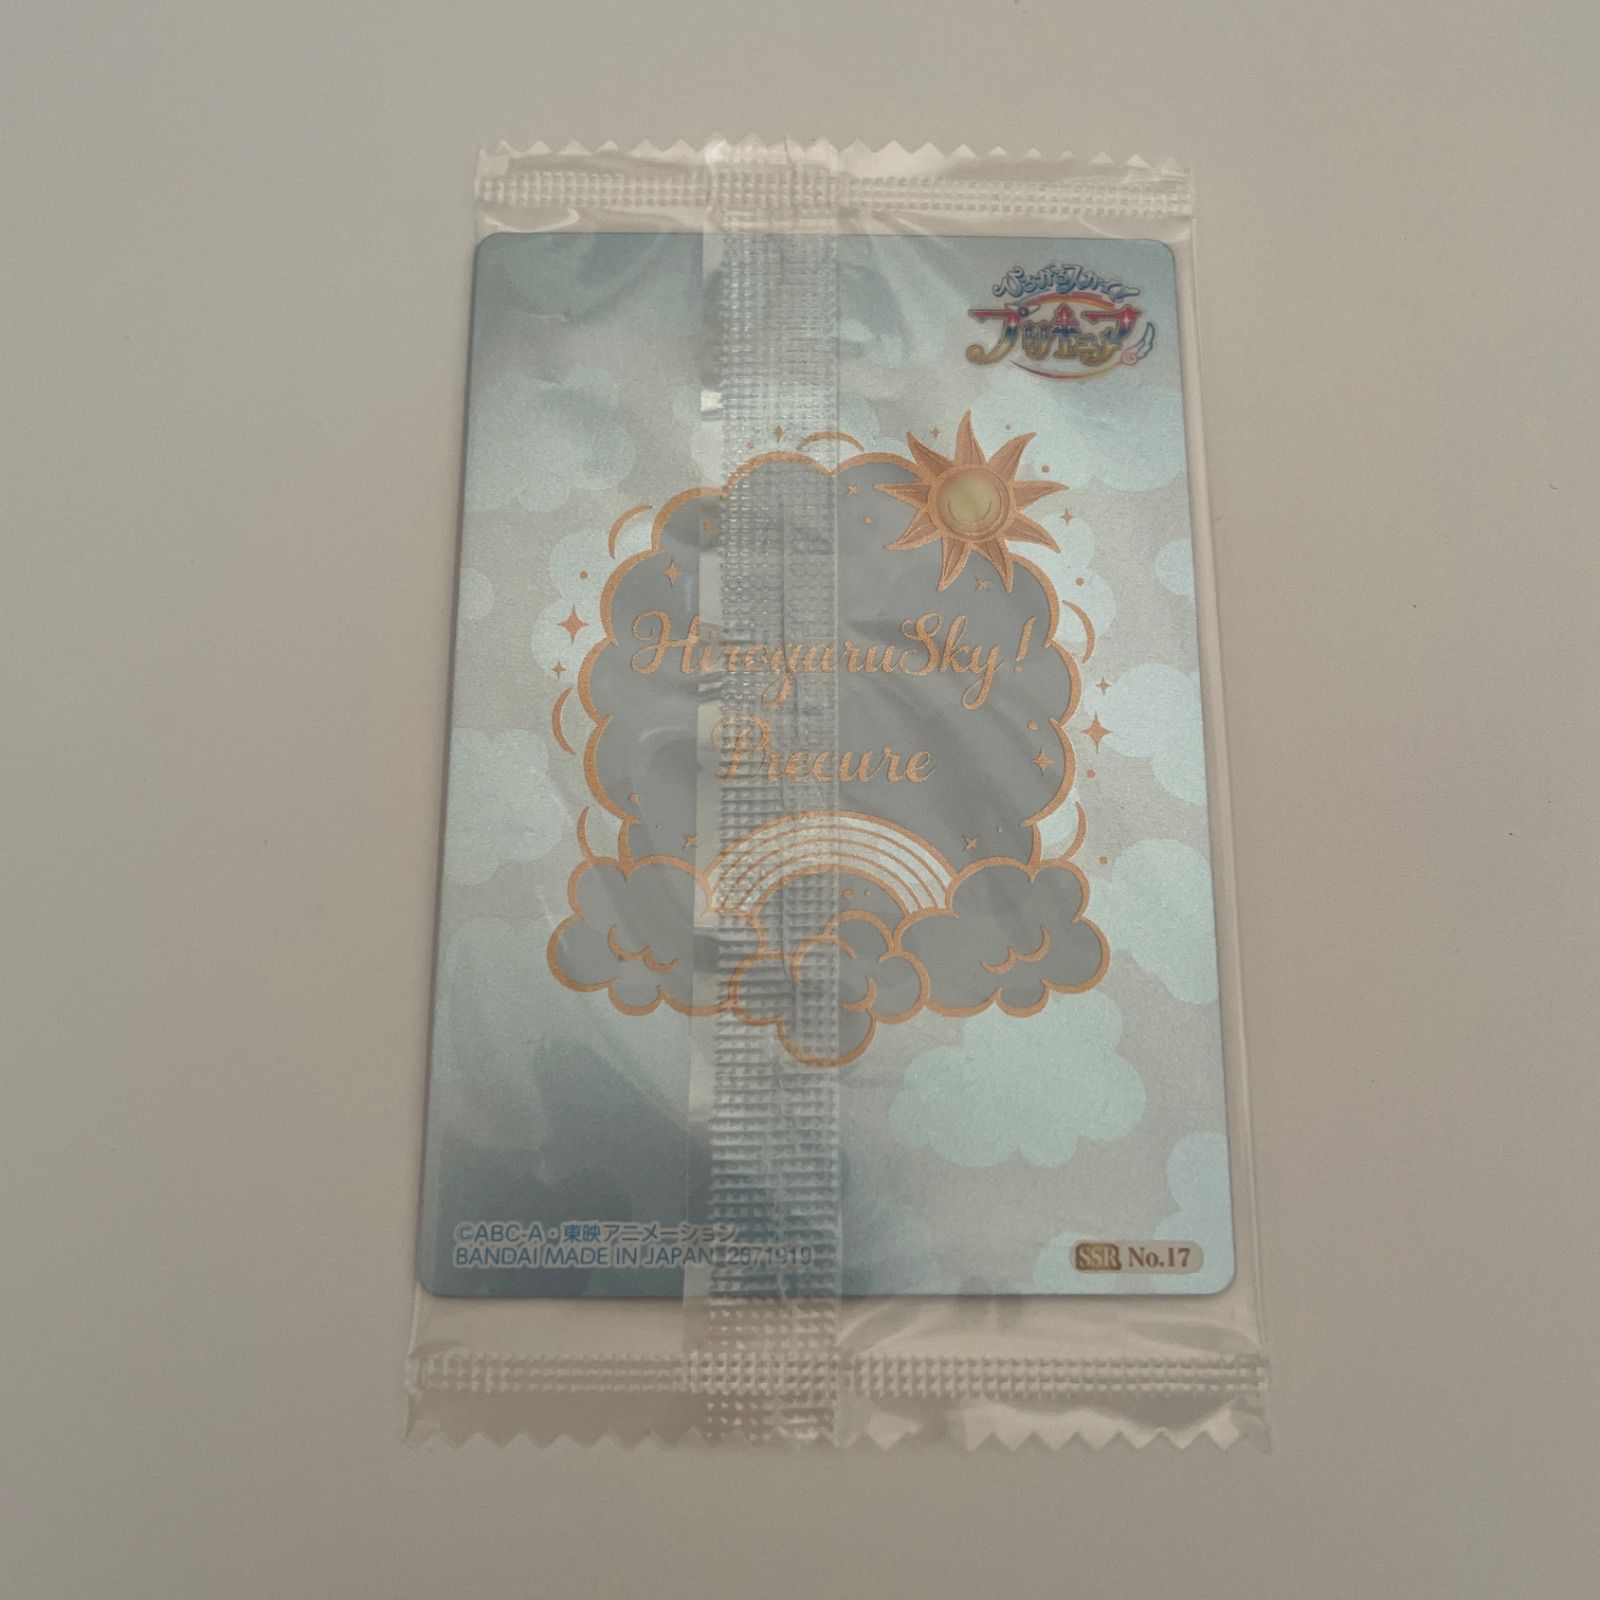 ひろがるスカイ!
プリキュア
HirogaruSky!
Precure
©ABC-A・東映アニメーション
BANDAI MADE IN JAPAN 2671919
SSR No.17